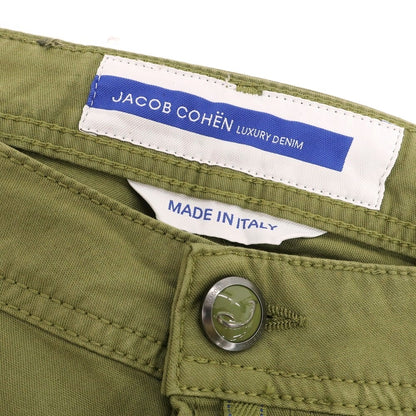 JACOB COHËN LUXURY DENIM
MADE IN ITALY